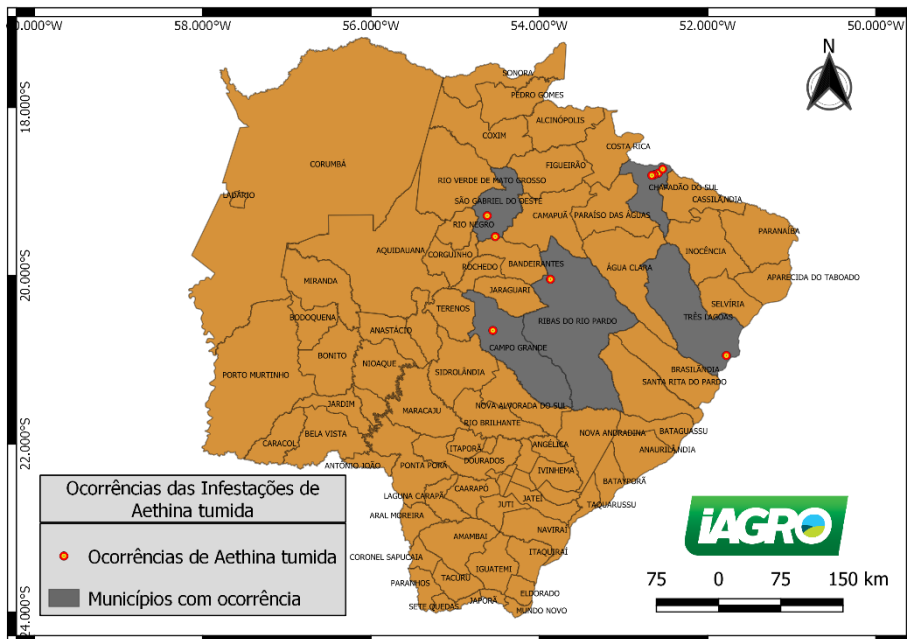 60.000°W 58.000°W 56.000°W 54.000°W 52.000°W 50.000°W
N
18.000°S
20.000°S
22.000°S
24.000°S
SONORA
PEDRO GOMES
ALCINÓPOLIS
COXIM
COSTA RICA
CORUMBÁ
FIGUEIRÃO
RIO VERDE DE MATO GROSSO
CHAPADÃO DO SUL
LADÁRIO
CASSILÂNDIA
SÃO GABRIEL DO OESTE
CAMAPUÃ
PARAÍSO DAS ÁGUAS
RIO NEGRO
PARANAÍBA
AQUIDAUANA
CORGUINHO
INOCÊNCIA
BANDEIRANTES
ROCHEDO
ÁGUA CLARA
APARECIDA DO TABOADO
MIRANDA
JARAGUARI
SELVÍRIA
TERENOS
BODOQUENA
TRÊS LAGOAS
RIBAS DO RIO PARDO
ANASTÁCIO
CAMPO GRANDE
BONITO
NIOAQUE
BRASILÂNDIA
PORTO MURTINHO
SIDROLÂNDIA
SANTA RITA DO PARDO
JARDIM
MARACAJU
NOVA ALVORADA DO SUL
RIO BRILHANTE
BATAGUASSU
NOVA ANDRADINA
BELA VISTA
CARACOL
ANGÉLICA
ITAPORÃ
ANAURILÂNDIA
DOURADOS
ANTÔNIO JOÃO
PONTA PORÃ
IVINHEMA
BATAYPORÃ
CAARAPÓ
LAGUNA CARAPÃ
JATEÍ
JUTI
TAQUARUSSU
ARAL MOREIRA
NAVIRAÍ
AMAMBAI
ITAQUIRAÍ
CORONEL SAPUCAIA
IGUATEMI
TACURU
PARANHOS
ELDORADO
JAPORÃ
SETE QUEDAS
MUNDO NOVO
Ocorrências das Infestações de
Aethina tumida
Ocorrências de Aethina tumida
Municípios com ocorrência
iAGRO
75 0 75 150 km